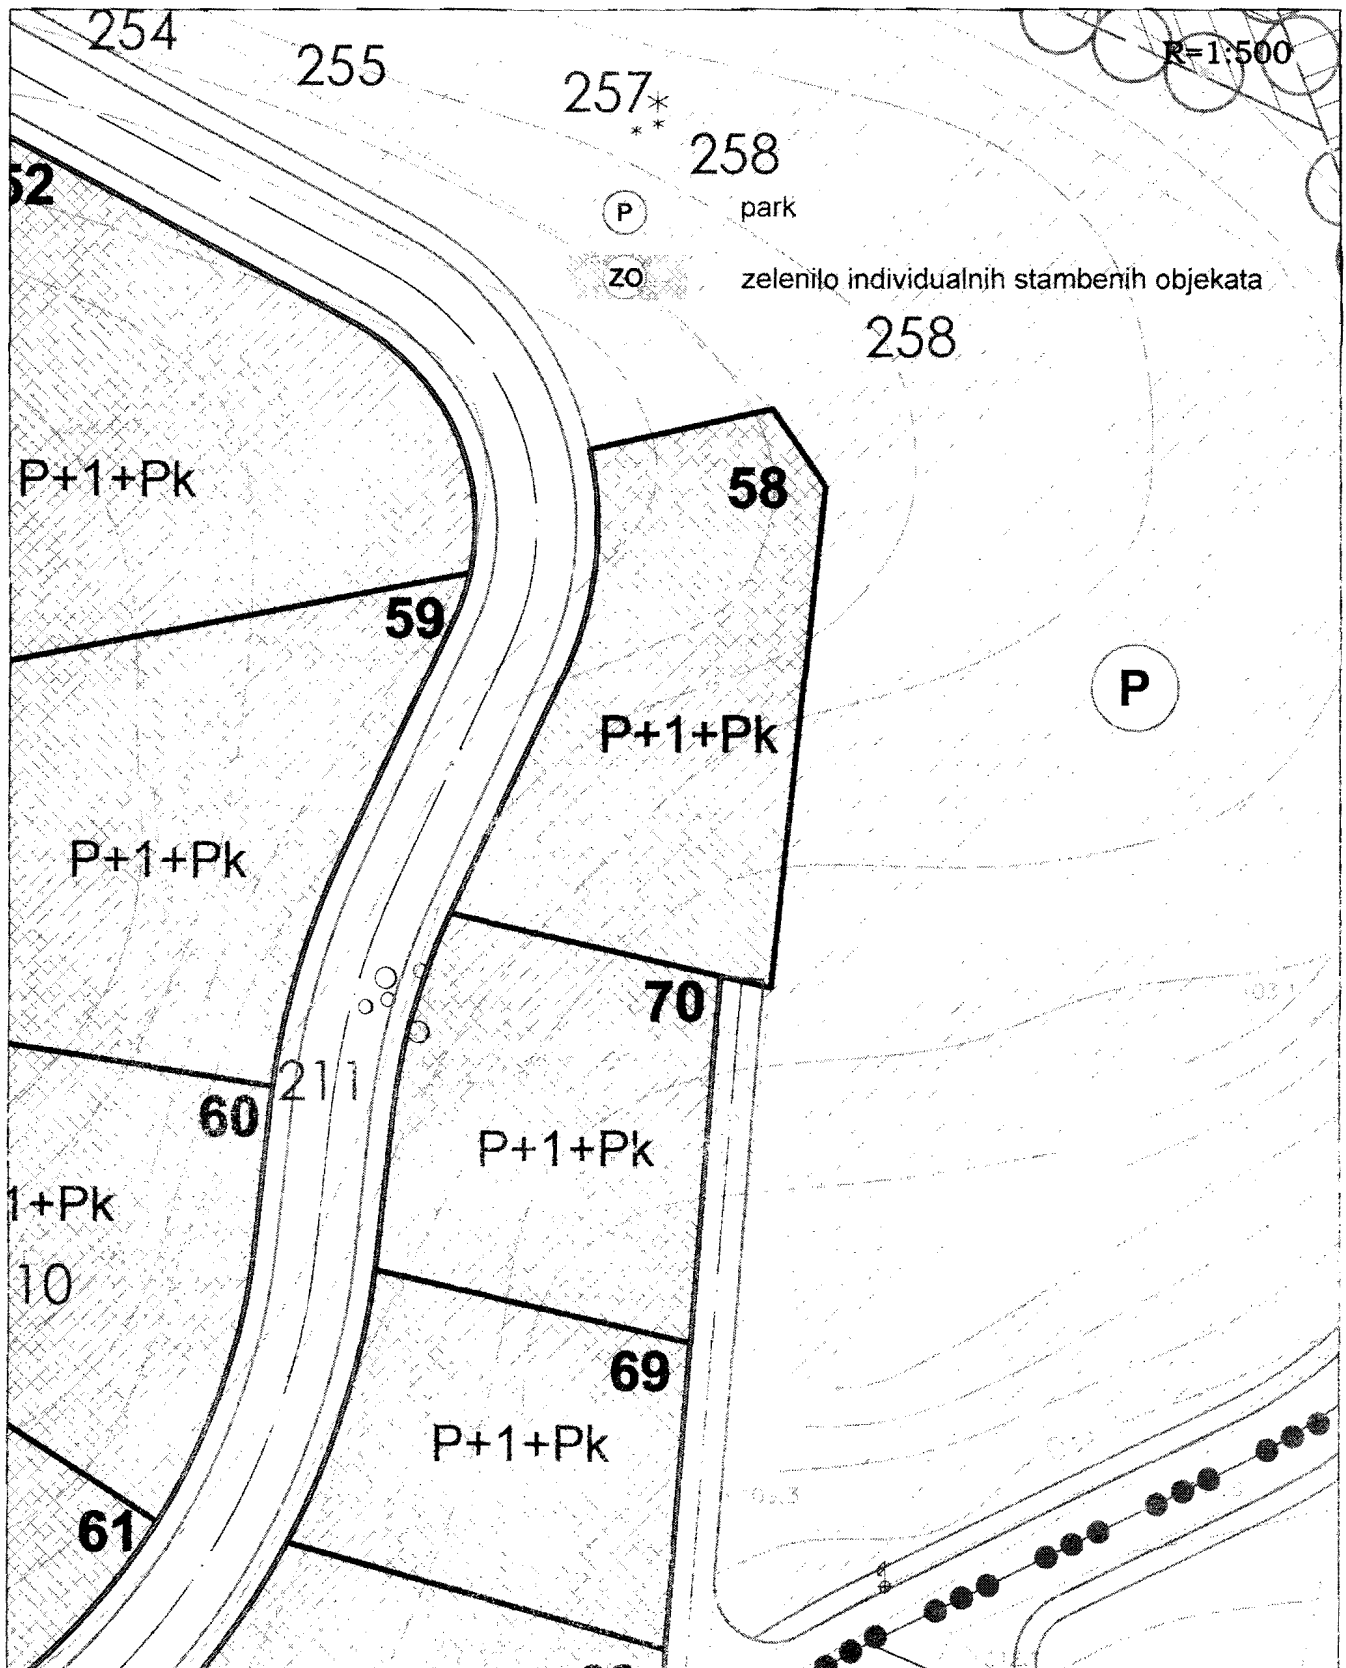 254
255
257
R=1:500
258
52
P
park
ZO
zelenilo individualnih stambenih objekata
258
58
P+1+Pk
59
P
P+1+Pk
P+1+Pk
70
211
60
P+1+Pk
1+Pk
10
69
P+1+Pk
61